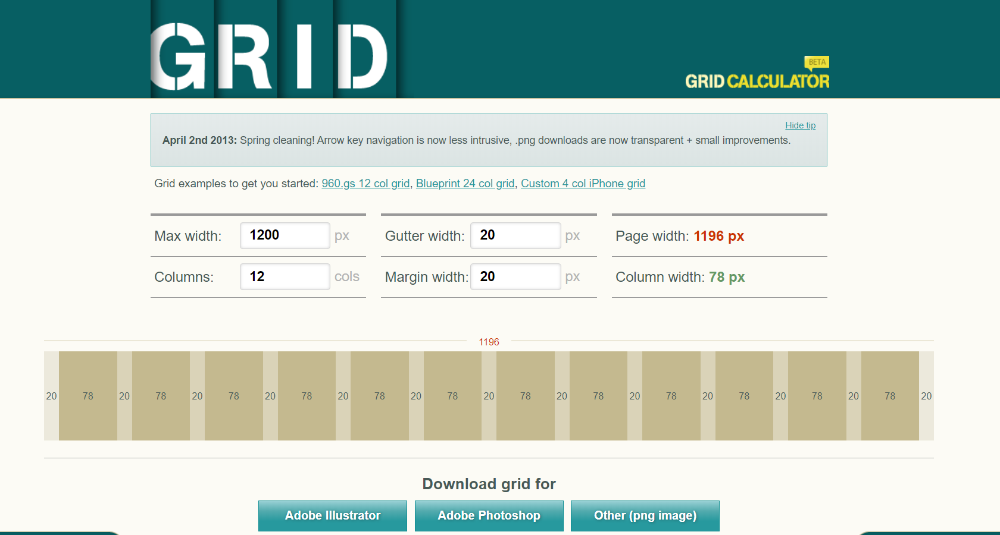 GRID
BETA
GRID CALCULATOR
Hide tip
April 2nd 2013: Spring cleaning! Arrow key navigation is now less intrusive, .png downloads are now transparent + small improvements.
Grid examples to get you started: 960.gs 12 col grid, Blueprint 24 col grid, Custom 4 col iPhone grid
Max width: 1200 px Gutter width: 20 px Page width: 1196 px
Columns: 12 cols Margin width: 20 px Column width: 78 px
1196
20 78 20 78 20 78 20 78 20 78 20 78 20 78 20 78 20 78 20 78 20 78 20 78 20
Download grid for
Adobe Illustrator Adobe Photoshop Other (png image)